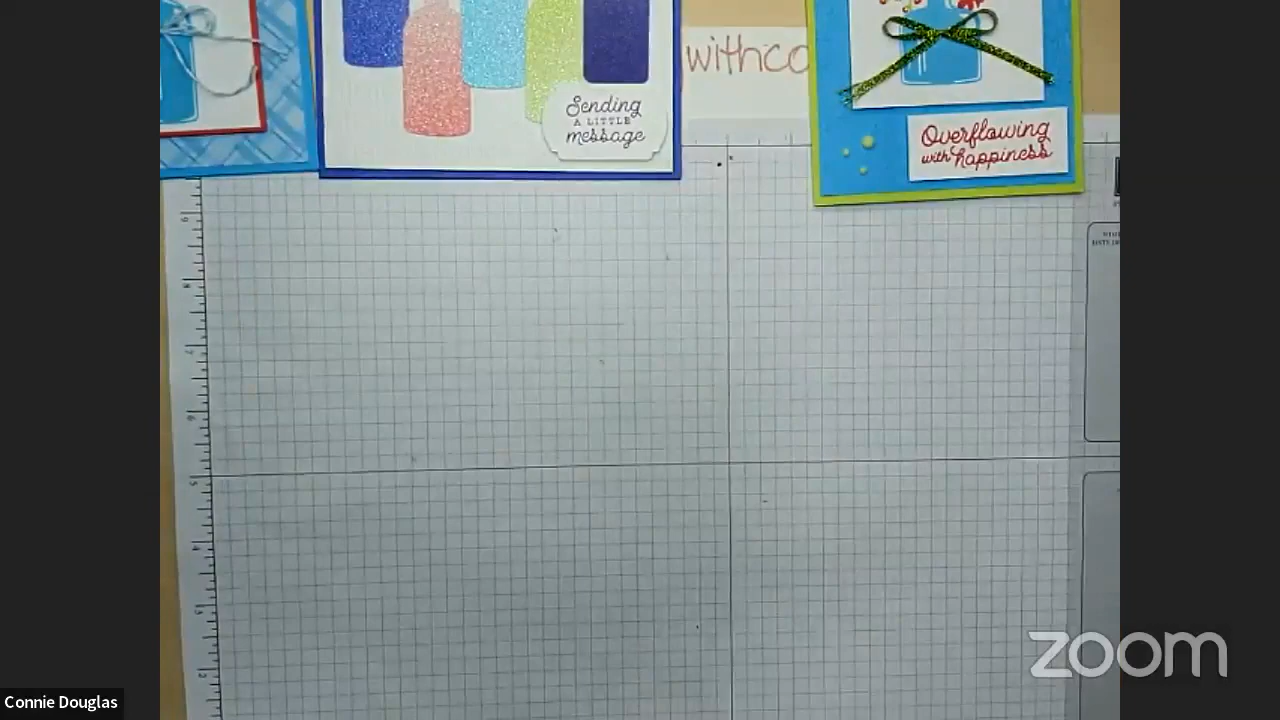 Sending
A LITTLE
message
withco
Overflowing
with happiness
zoom
Connie Douglas